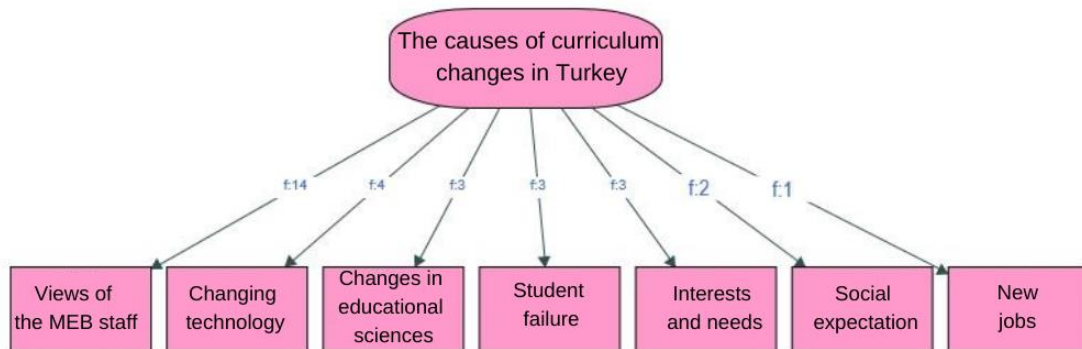 The causes of curriculum
changes in Turkey
f:14
f:4
f:3
f:3
f:3
f:2
f:1
Views of
the MEB staff
Changing
technology
Changes in
educational
sciences
Student
failure
Interests
and needs
Social
expectation
New
jobs